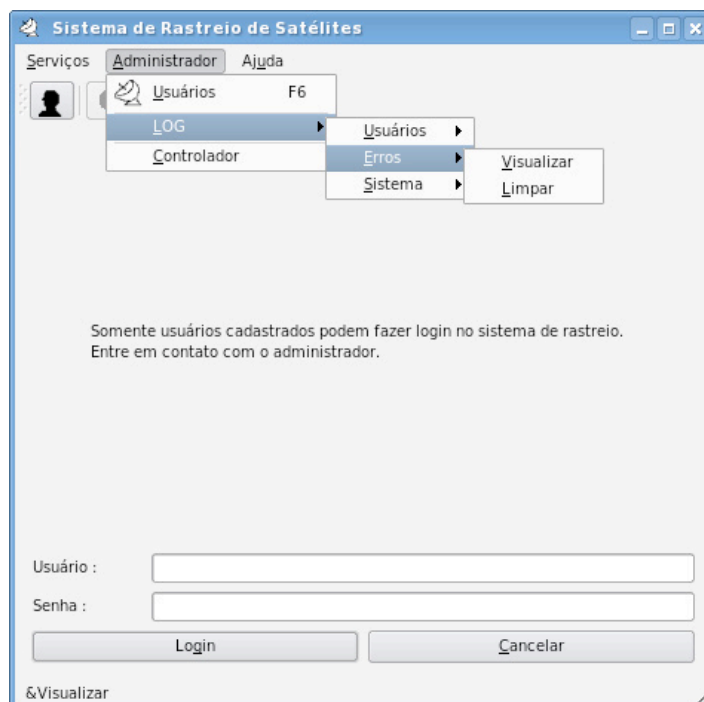 Sistema de Rastreio de Satélites
Serviços Administrador Ajuda
Usuários F6
LOG
Controlador
Usuários
Erros
Sistema
Visualizar
Limpar
Somente usuários cadastrados podem fazer login no sistema de rastreio.
Entre em contato com o administrador.
Usuário :
Senha :
Login Cancelar
&Visualizar